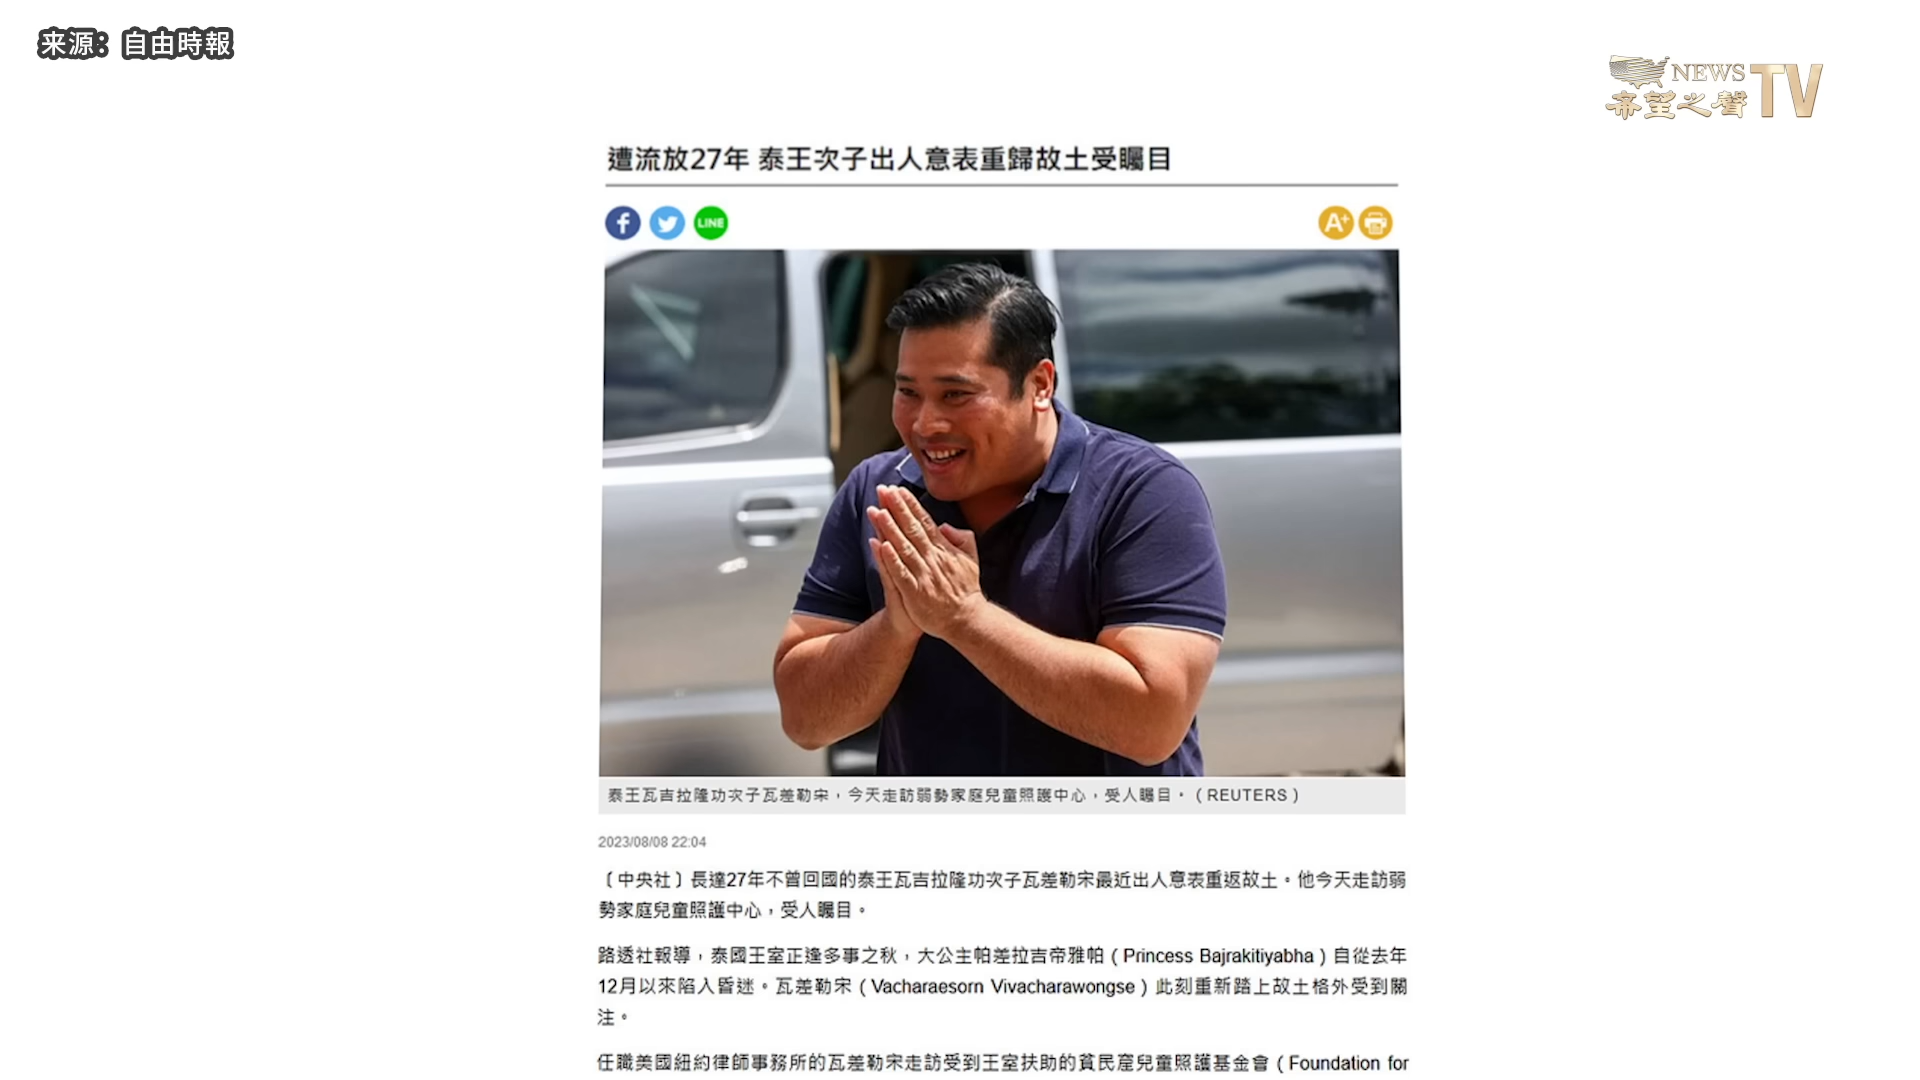 来源：自由時報
NEWS
希望之聲TV
遭流放27年 泰王次子出人意表重歸故土受矚目
LINE
A+
泰王瓦吉拉隆功次子瓦差勒宋，今天走訪弱勢家庭兒童照護中心，受人矚目。（REUTERS）
2023/08/08 22:04
〔中央社〕長達27年不曾回國的泰王瓦吉拉隆功次子瓦差勒宋最近出人意表重返故土。他今天走訪弱
勢家庭兒童照護中心，受人矚目。
路透社報導，泰國王室正逢多事之秋，大公主帕差拉吉帝雅帕（Princess Bajrakitiyabha）自從去年
12月以來陷入昏迷。瓦差勒宋（Vacharaesorn Vivacharawongse）此刻重新踏上故土格外受到關
注。
任職美國紐約律師事務所的瓦差勒宋走訪受到王室扶助的貧民窟兒童照護基金會（Foundation for